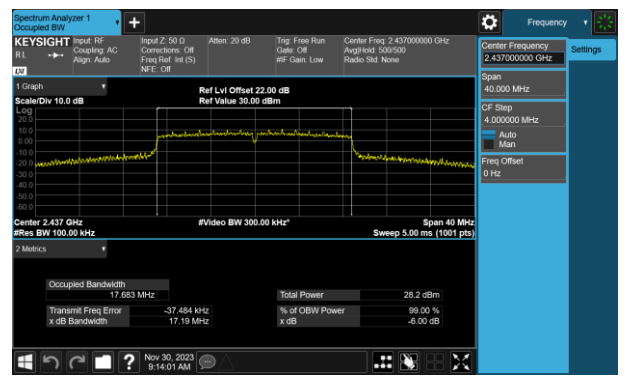 Spectrum Analyzer 1
Occupied BW
Frequency
KEYSIGHT
Input: RF
Input Z: 50 Ω
Atten: 20 dB
Trig: Free Run
Center Freq: 2.437000000 GHz
R L
Coupling: AC
Corrections: Off
Gate: Off
Avg|Hold: 500/500
Align: Auto
Freq Ref: Int (S)
#IF Gain: Low
Radio Std: None
NFE: Off
LXI
Center Frequency
2.437000000 GHz
Settings
Span
40.000 MHz
CF Step
4.000000 MHz
Auto
Man
Freq Offset
0 Hz
1 Graph
Ref Lvl Offset 22.00 dB
Scale/Div 10.0 dB
Ref Value 30.00 dBm
Log
20.0
10.0
0.00
-10.0
-20.0
-30.0
-40.0
-50.0
-60.0
Center 2.437 GHz
#Video BW 300.00 kHz*
Span 40 MHz
#Res BW 100.00 kHz
Sweep 5.00 ms (1001 pts)
2 Metrics
Occupied Bandwidth
17.683 MHz
Total Power
28.2 dBm
Transmit Freq Error
-37.484 kHz
% of OBW Power
99.00 %
x dB Bandwidth
17.19 MHz
x dB
-6.00 dB
?
Nov 30, 2023
9:14:01 AM